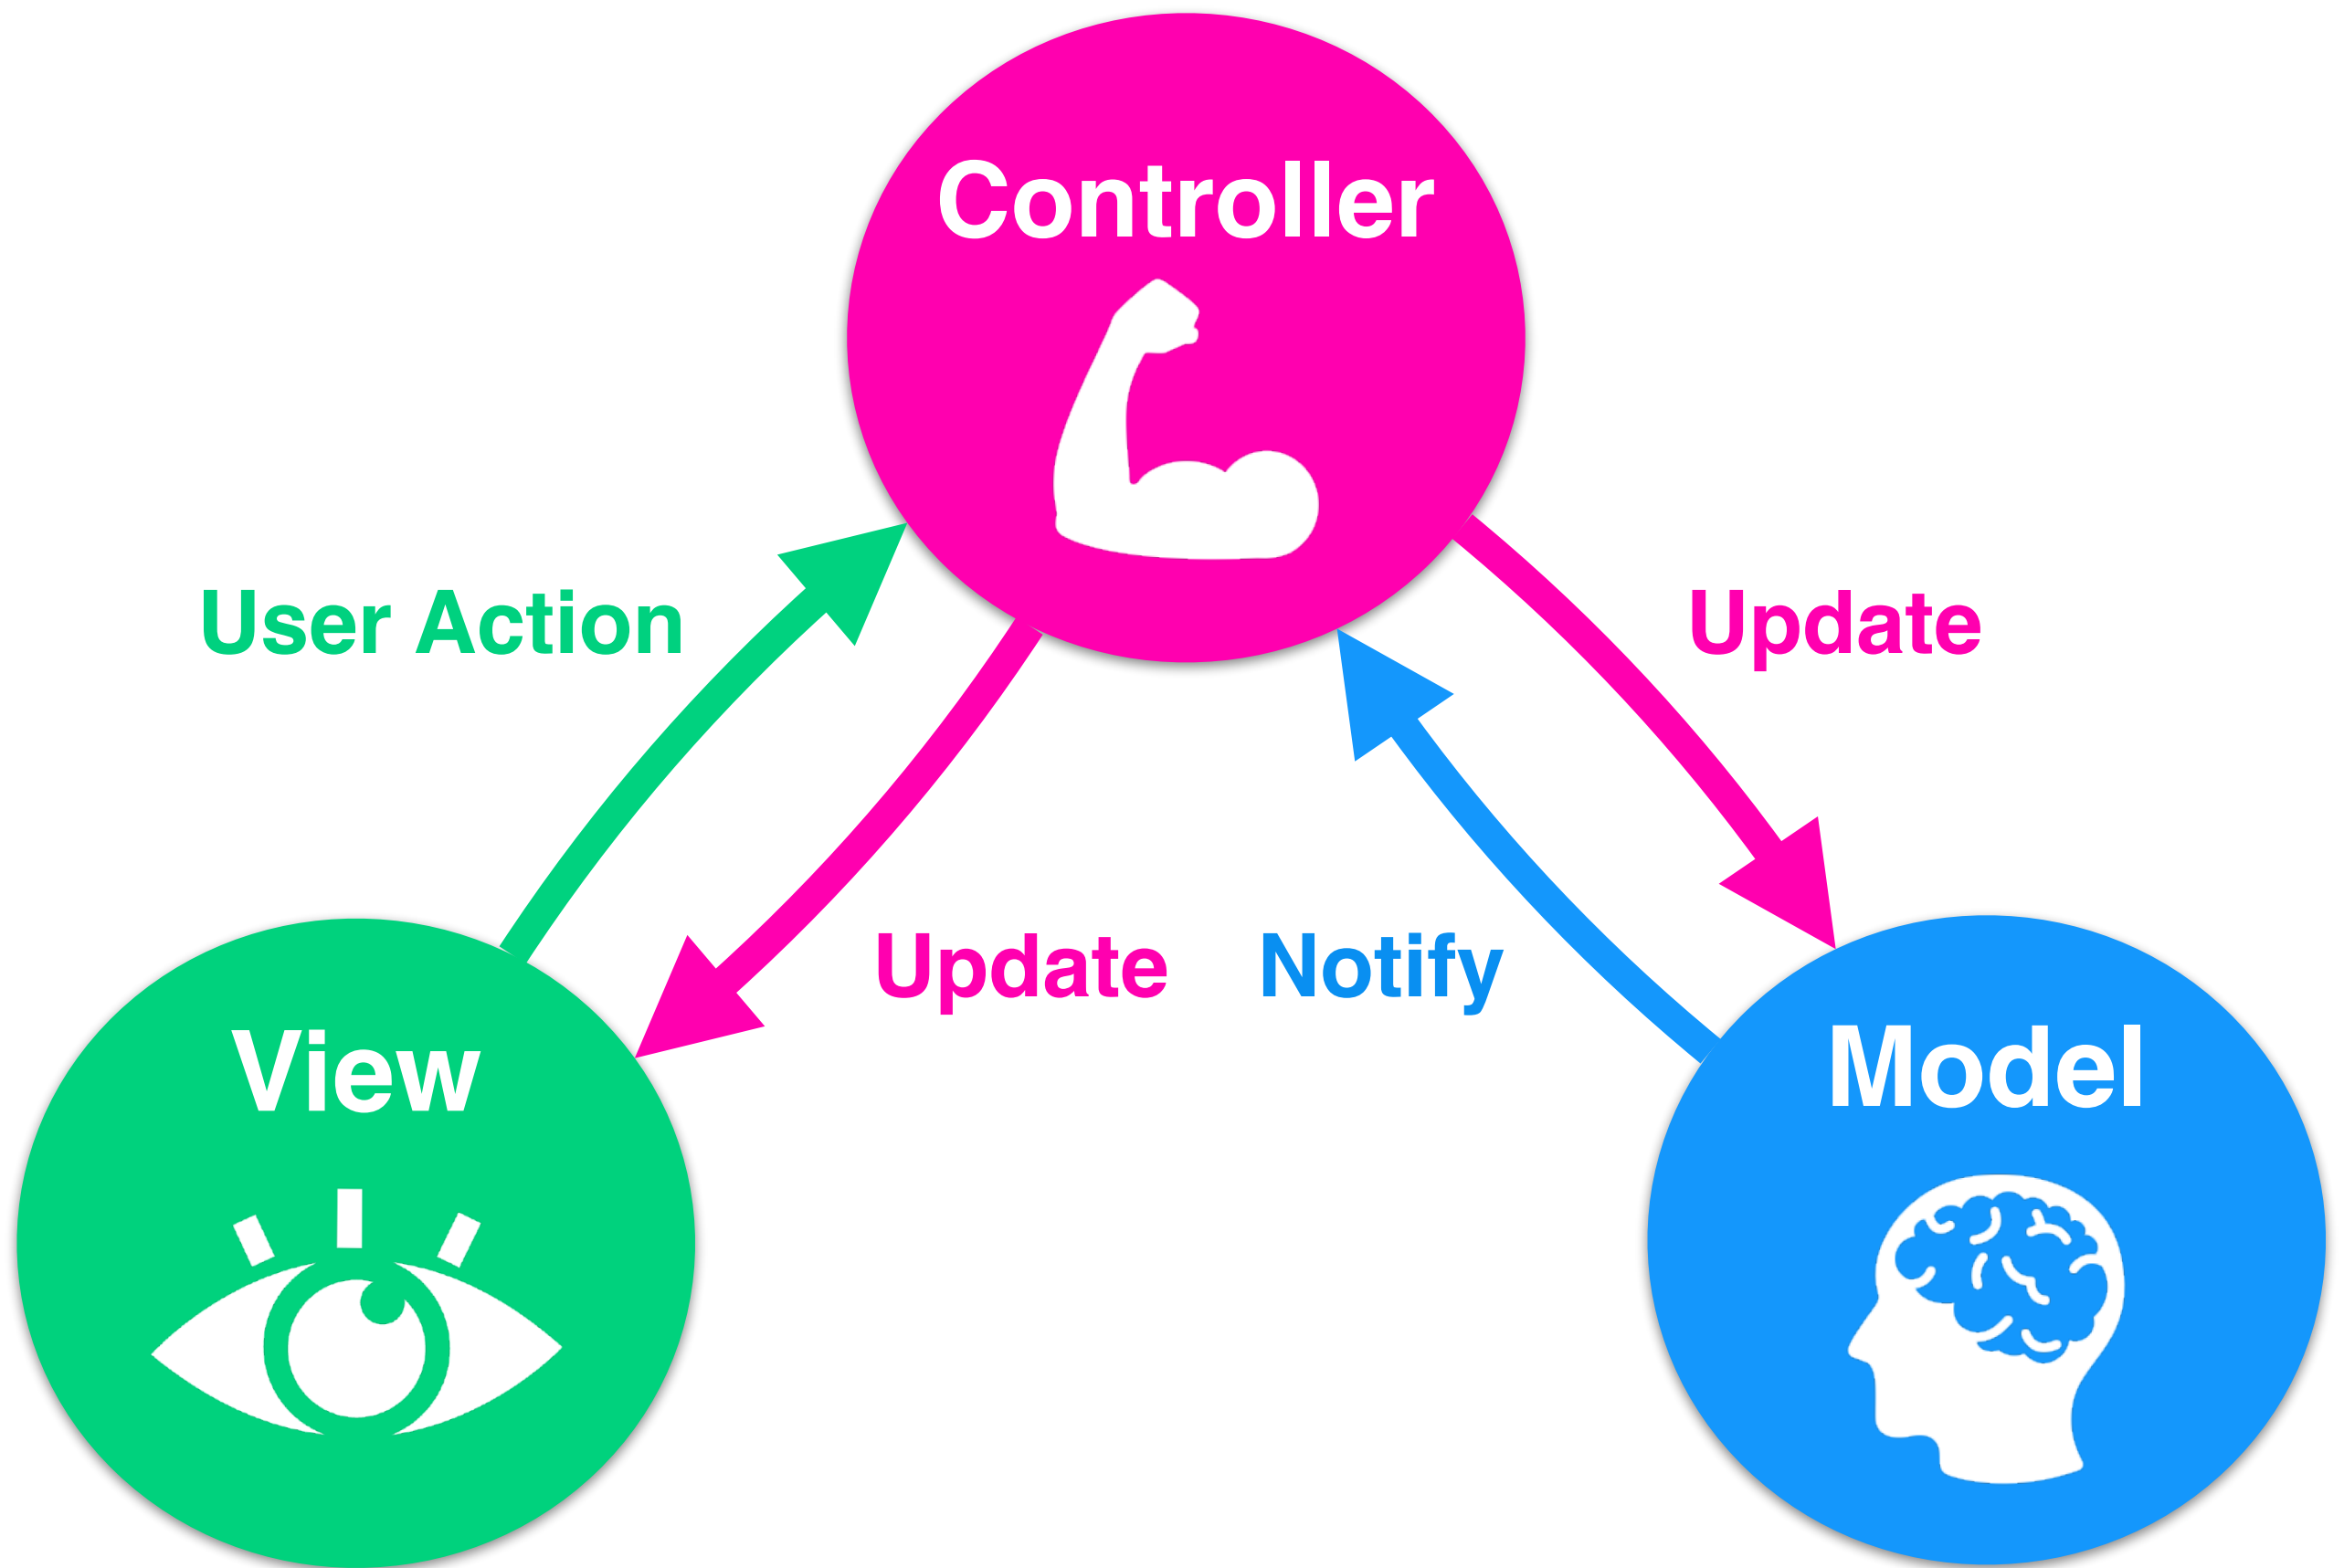 Controller
User Action
Update
Update
Notify
View
Model